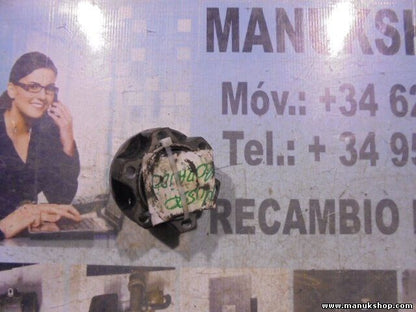 MANUKSH
Móv.: +34 62
Tel.: + 34 95
RECAMBIO
www.manukshop.com